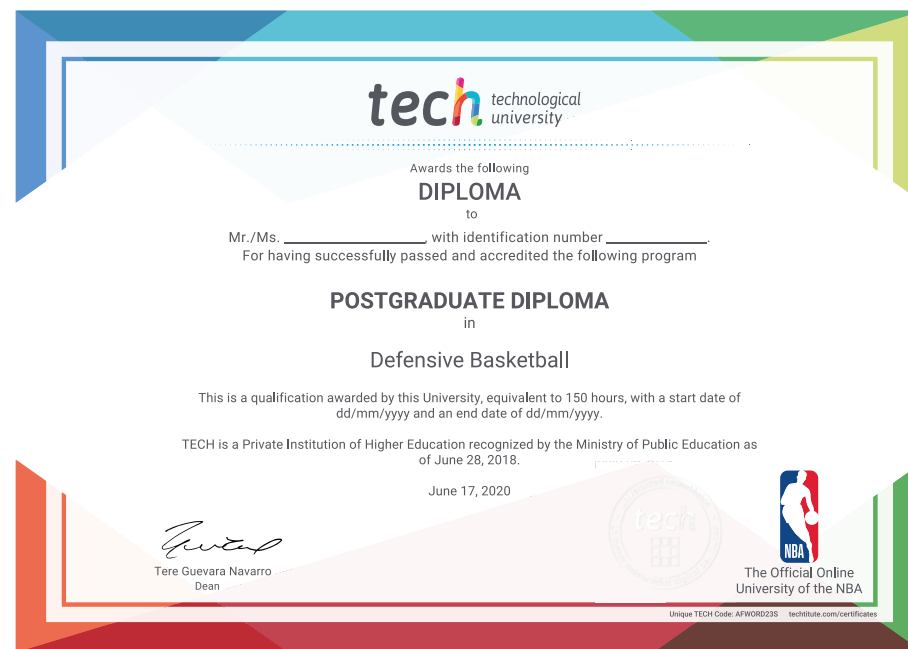 tech technological
university
Awards the following
DIPLOMA
to
Mr./Ms. ____________________, with identification number ______________.
For having successfully passed and accredited the following program
POSTGRADUATE DIPLOMA
in
Defensive Basketball
This is a qualification awarded by this University, equivalent to 150 hours, with a start date of
dd/mm/yyyy and an end date of dd/mm/yyyy.
TECH is a Private Institution of Higher Education recognized by the Ministry of Public Education as
of June 28, 2018.
June 17, 2020
tech
NBA
Tere Guevara Navarro
Dean
The Official Online
University of the NBA
Unique TECH Code: AFWORD23S techtitute.com/certificates